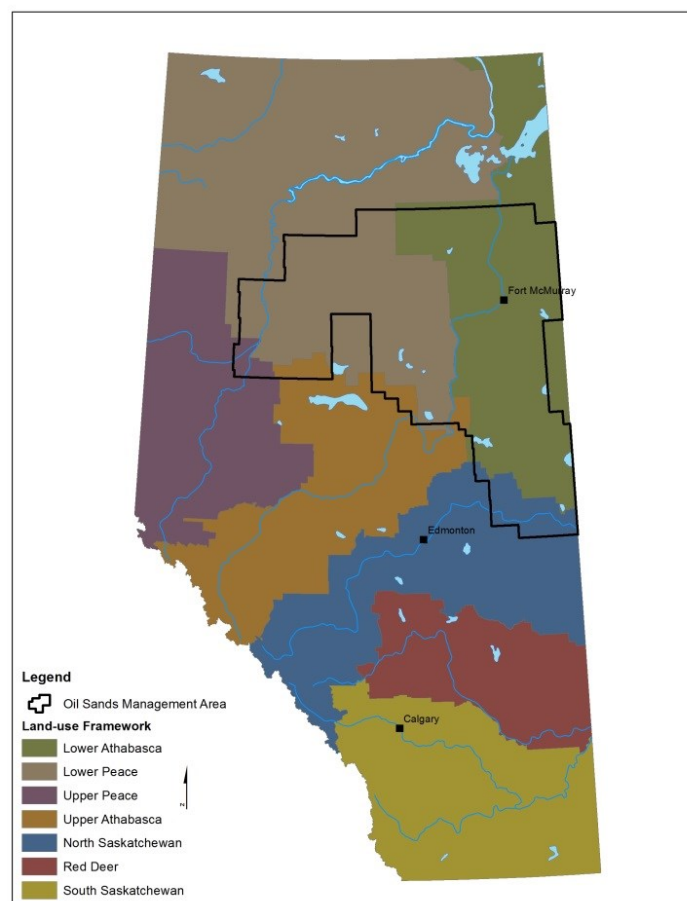 Fort McMurray
Edmonton
Calgary
Legend
Oil Sands Management Area
Land-use Framework
Lower Athabasca
Lower Peace
Upper Peace
Upper Athabasca
North Saskatchewan
Red Deer
South Saskatchewan